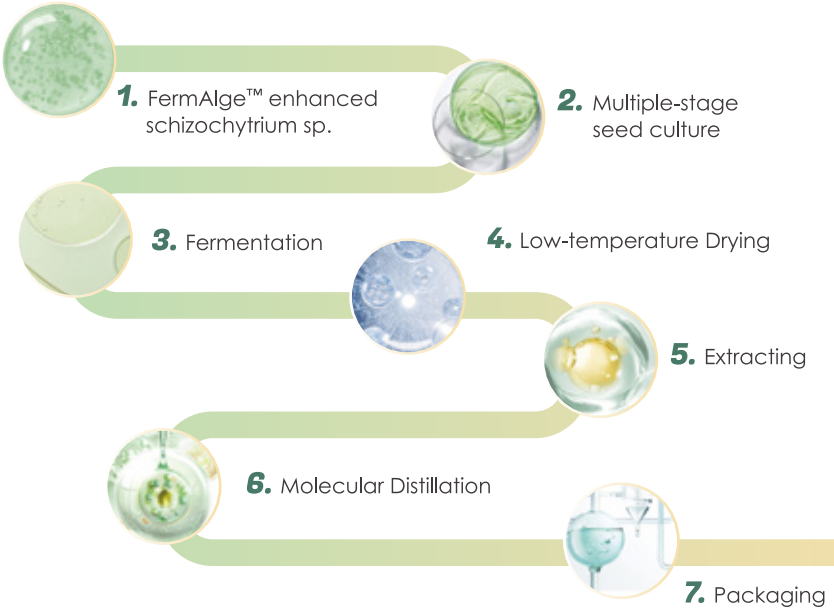 1. FermAlge™ enhanced
schizochytrium sp.
2. Multiple-stage
seed culture
3. Fermentation
4. Low-temperature Drying
5. Extracting
6. Molecular Distillation
7. Packaging